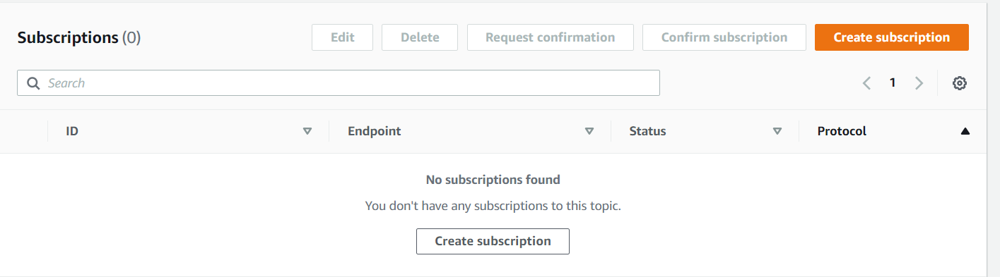 Subscriptions (0)
Edit
Delete
Request confirmation
Confirm subscription
Create subscription
Search
1
ID
Endpoint
Status
Protocol
No subscriptions found
You don't have any subscriptions to this topic.
Create subscription